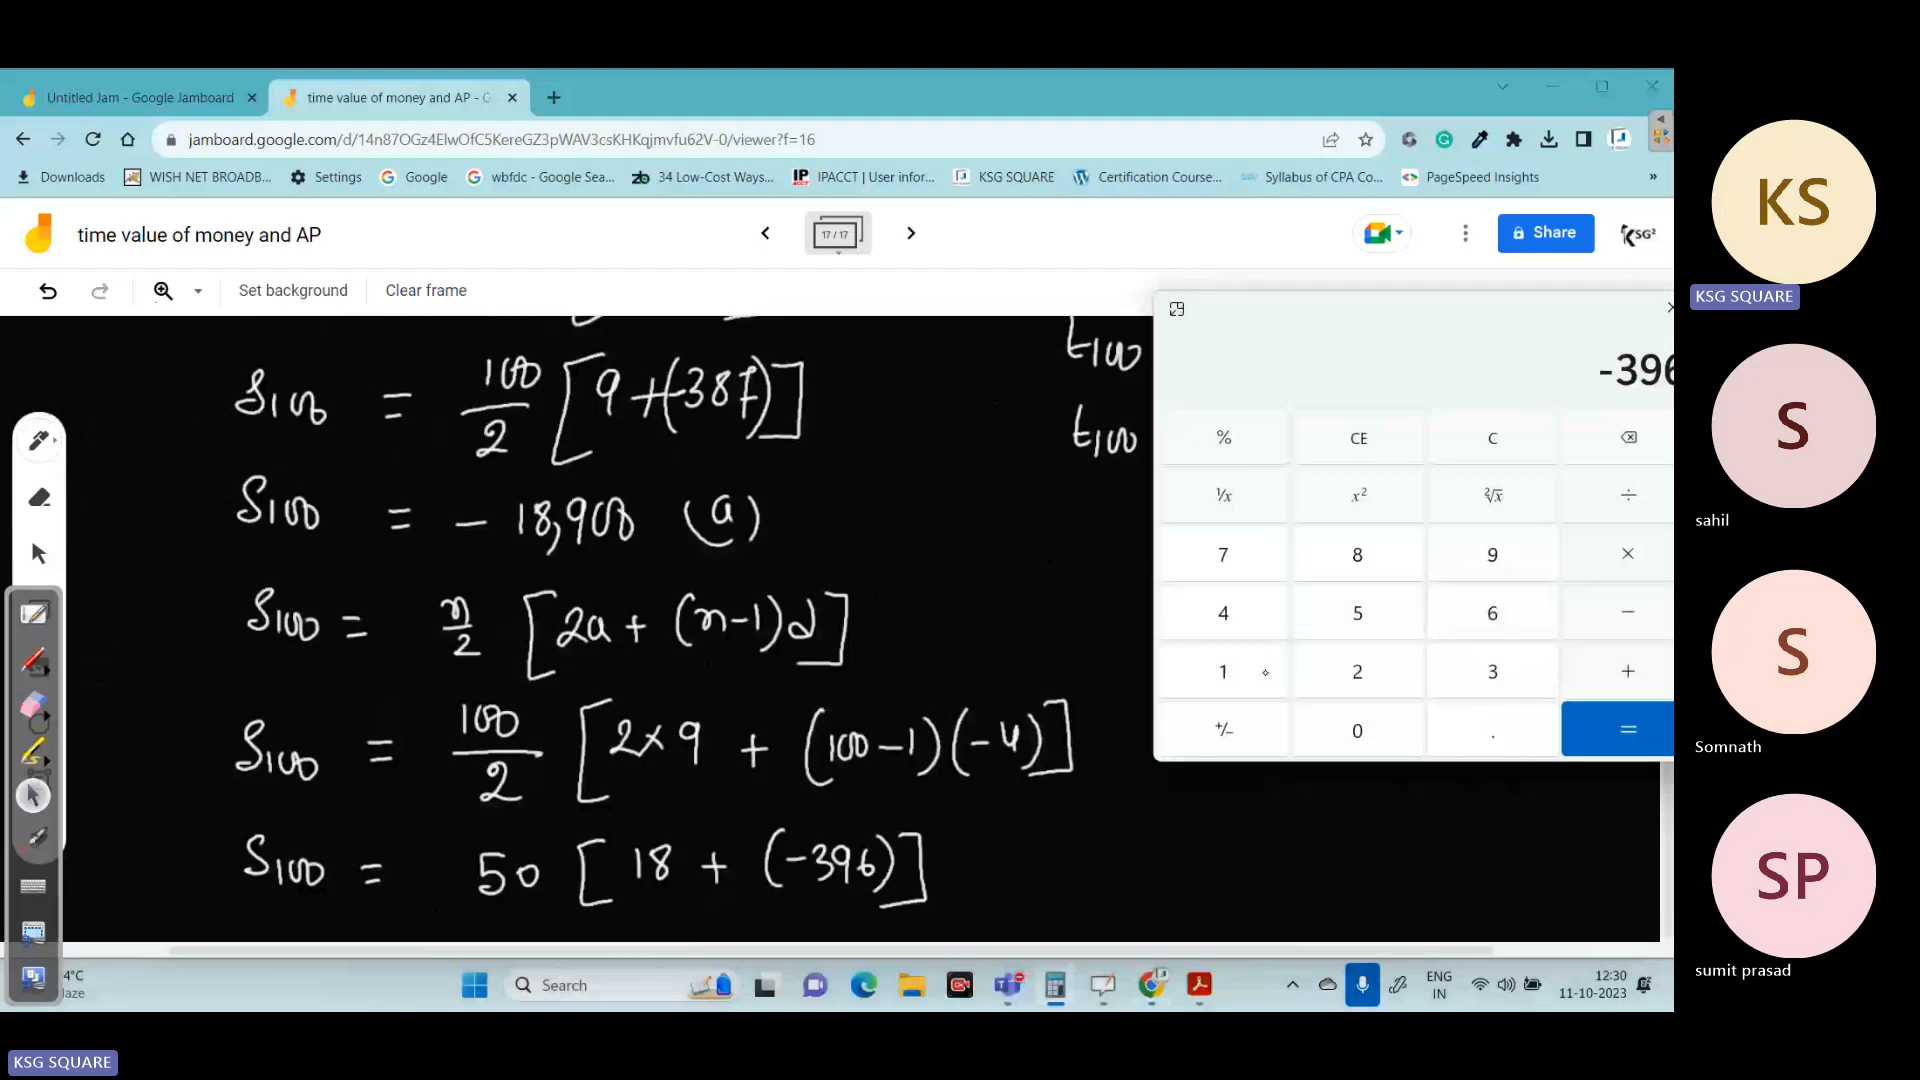 Untitled Jam - Google Jamboard
time value of money and AP - G
jamboard.google.com/d/14n87OGz4ElwOfC5KereGZ3pWAV3csKHKqjmvfu62V-0/viewer?f=16
Downloads WISH NET BROADB... Settings Google wbfdc - Google Sea... 34 Low-Cost Ways... IPACCT | User infor... KSG SQUARE Certification Course... Syllabus of CPA Co... PageSpeed Insights »
time value of money and AP
17 / 17
Share
KSG²
Set background Clear frame
S100 = 100/2 [9+(-387)]
S100 = - 18,900 (a)
S100 = n/2 [2a + (n-1)d]
S100 = 100/2 [2×9 + (100-1)(-4)]
S100 = 50 [18 + (-396)]
t100
t100
-396
% CE C
1/x x² ²√x ÷
7 8 9 ×
4 5 6 −
1 2 3 +
+/− 0 . =
KS
KSG SQUARE
S
sahil
S
Somnath
SP
sumit prasad
4°C
laze
Search
ENG
IN
12:30
11-10-2023
KSG SQUARE